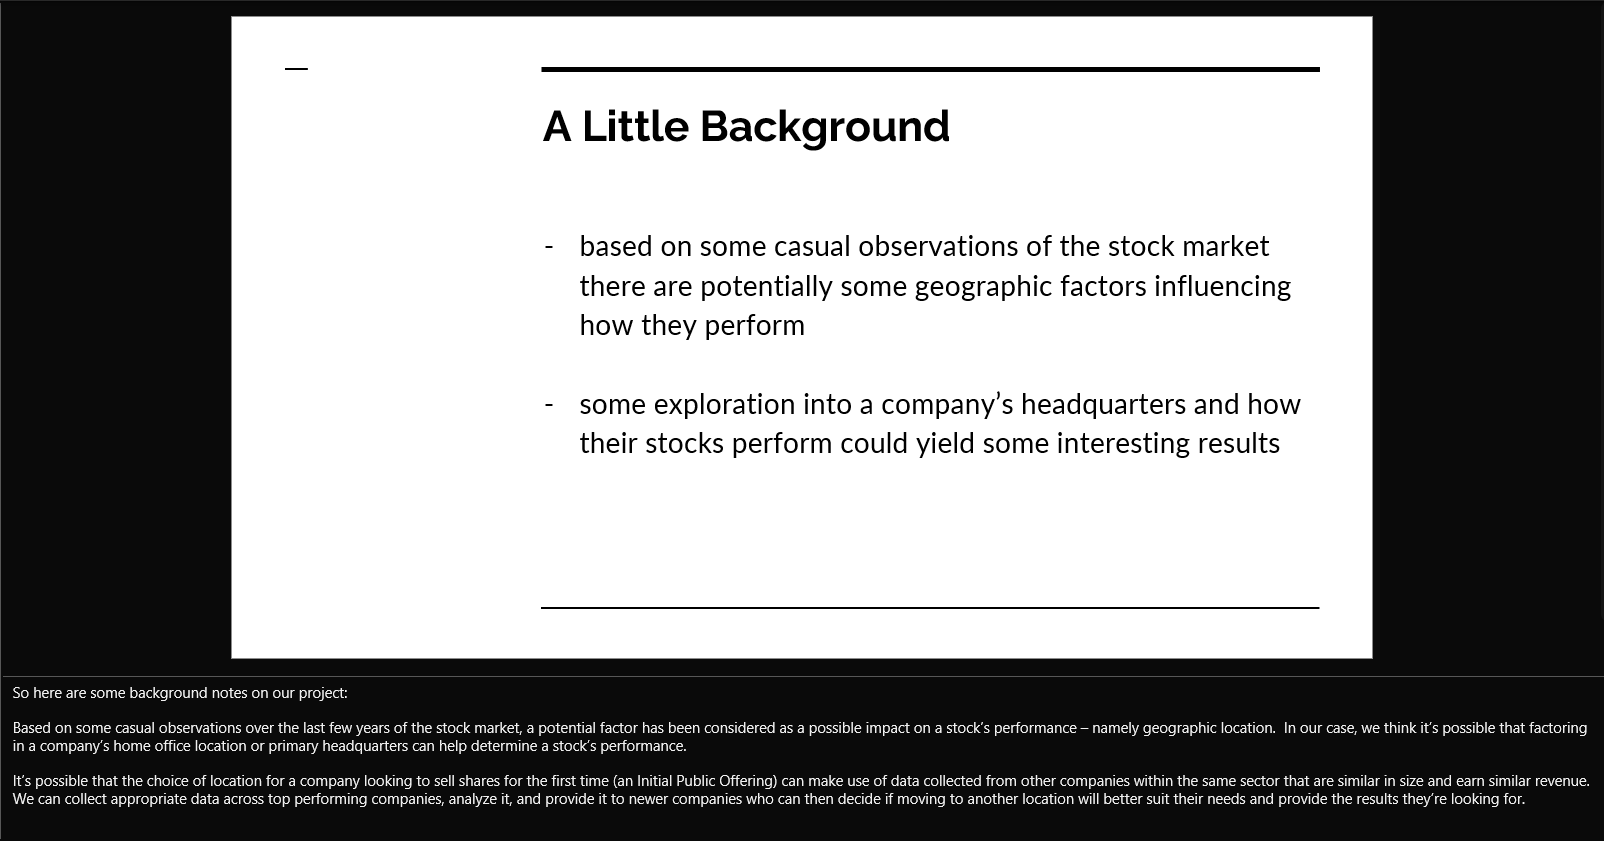 A Little Background
- based on some casual observations of the stock market
there are potentially some geographic factors influencing
how they perform
- some exploration into a company’s headquarters and how
their stocks perform could yield some interesting results
So here are some background notes on our project:
Based on some casual observations over the last few years of the stock market, a potential factor has been considered as a possible impact on a stock’s performance – namely geographic location.  In our case, we think it’s possible that factoring
in a company’s home office location or primary headquarters can help determine a stock’s performance.
It’s possible that the choice of location for a company looking to sell shares for the first time (an Initial Public Offering) can make use of data collected from other companies within the same sector that are similar in size and earn similar revenue.
We can collect appropriate data across top performing companies, analyze it, and provide it to newer companies who can then decide if moving to another location will better suit their needs and provide the results they’re looking for.